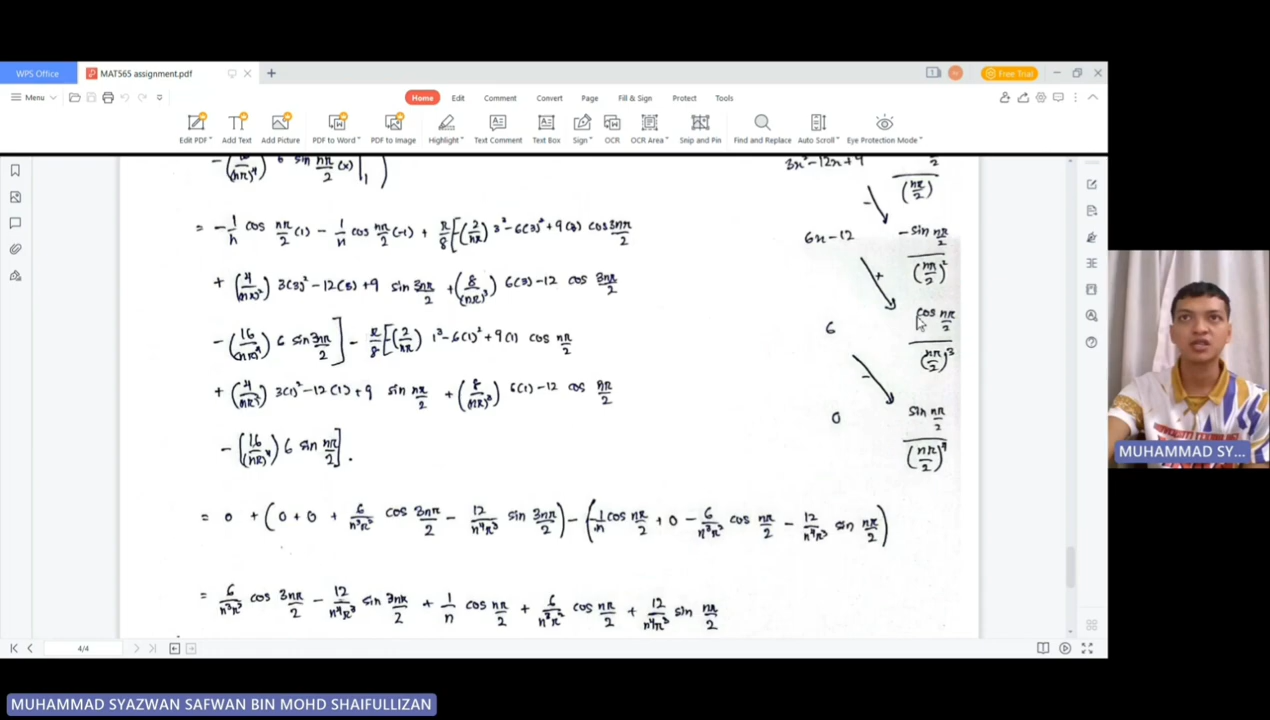 WPS Office
MAT565 assignment.pdf
Free Trial
Menu
Home Edit Comment Convert Page Fill & Sign Protect Tools
Edit PDF Add Text Add Picture PDF to Word PDF to Image Highlight Text Comment Text Box Sign OCR OCR Area Snip and Pin Find and Replace Auto Scroll Eye Protection Mode
6 sin nπ/2 (x) |1 )
= -1/n cos nπ/2 (1) - 1/n cos nπ/2 (-1) + π/8 [-(2/nπ) 3³-6(3)²+9(3) cos 3nπ/2
+ (4/(nπ)²) 3(3)²-12(3)+9 sin 3nπ/2 + (8/(nπ)³) 6(3)-12 cos 3nπ/2
- (16/(nπ)⁴) 6 sin 3nπ/2] - π/8 [-(2/nπ) 1³-6(1)²+9(1) cos nπ/2
+ (4/(nπ)²) 3(1)²-12(1)+9 sin nπ/2 + (8/(nπ)³) 6(1)-12 cos nπ/2
- (16/(nπ)⁴) 6 sin nπ/2].
= 0 + (0+0 + 6/n³π² cos 3nπ/2 - 12/n⁴π³ sin 3nπ/2) - (-1/n cos nπ/2 + 0 - 6/n³π² cos nπ/2 - 12/n⁴π³ sin nπ/2)
= 6/n³π² cos 3nπ/2 - 12/n⁴π³ sin 3nπ/2 + 1/n cos nπ/2 + 6/n³π² cos nπ/2 + 12/n⁴π³ sin nπ/2
3x²-12x+9
(nπ/2)
-
6x-12
-sin nπ/2
(nπ/2)²
+
6
cos nπ/2
(nπ/2)³
-
0
sin nπ/2
(nπ/2)⁴
4/4
MUHAMMAD SY...
MUHAMMAD SYAZWAN SAFWAN BIN MOHD SHAIFULLIZAN